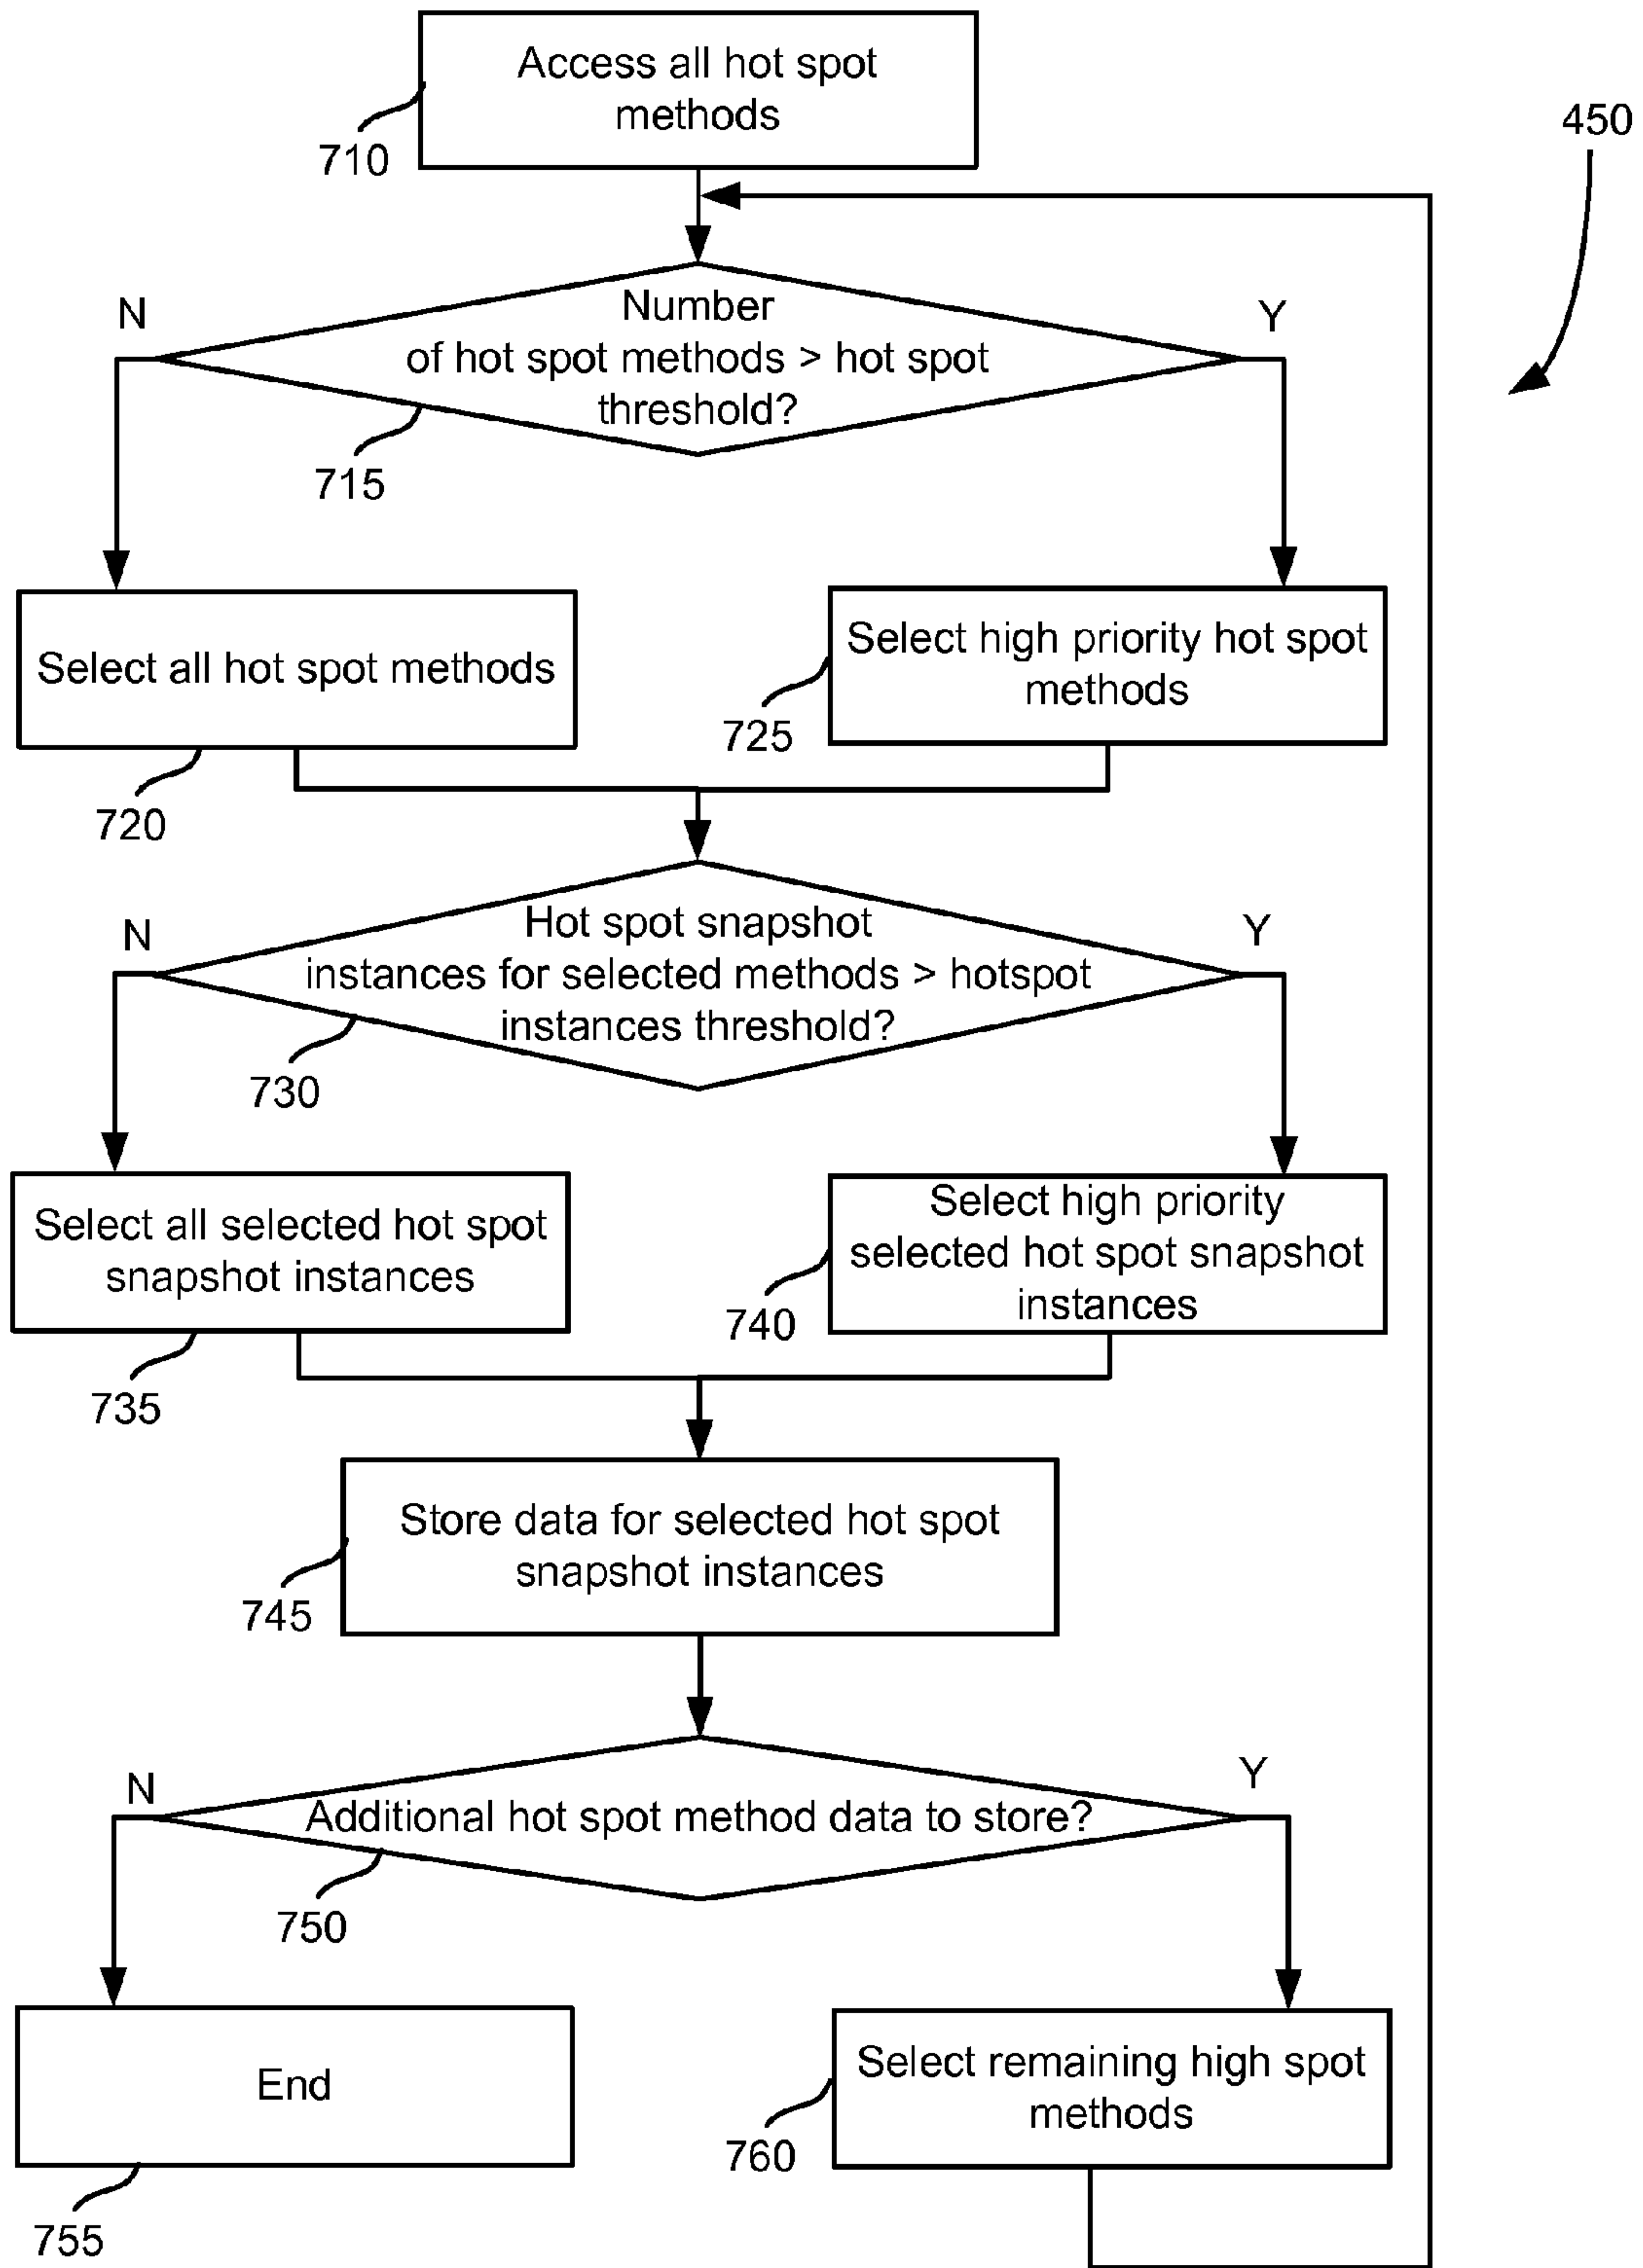 Access all hot spot
methods
710
450
N
Number
of hot spot methods > hot spot
threshold?
Y
715
Select all hot spot methods
720
Select high priority hot spot
methods
725
N
Hot spot snapshot
instances for selected methods > hotspot
instances threshold?
Y
730
Select all selected hot spot
snapshot instances
735
Select high priority
selected hot spot snapshot
instances
740
Store data for selected hot spot
snapshot instances
745
N
Additional hot spot method data to store?
Y
750
End
755
Select remaining high spot
methods
760